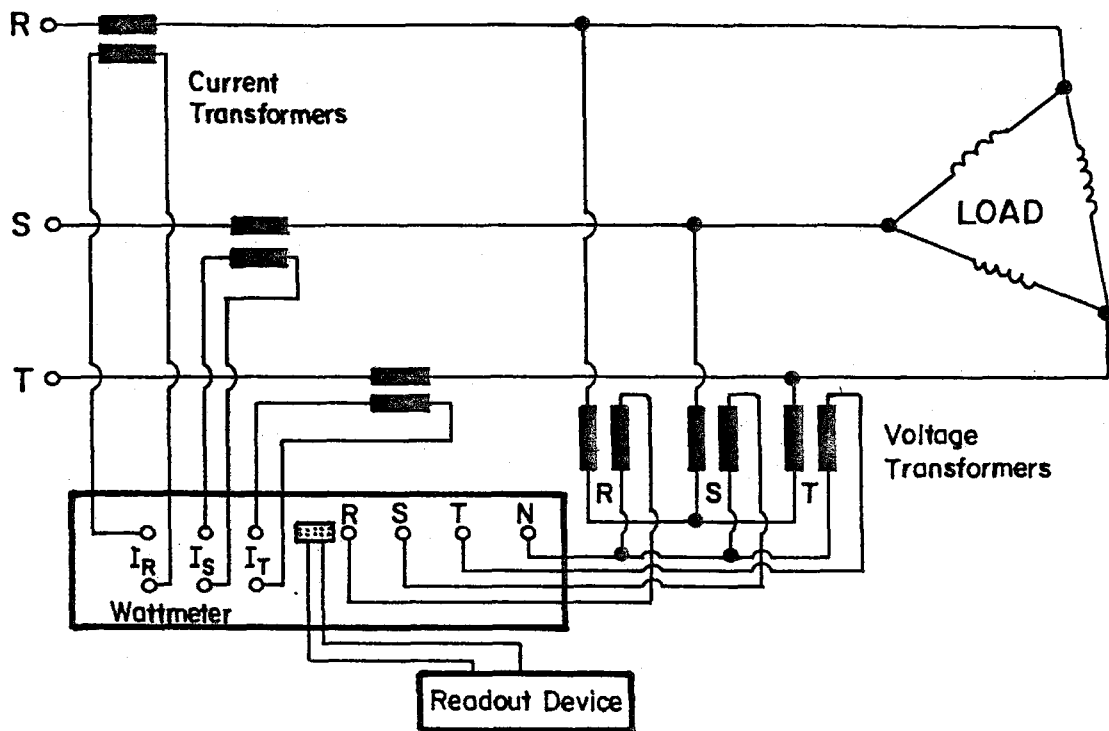 R
Current
Transformers
S
LOAD
T
Voltage
Transformers
R S T
R S T N
I_R I_S I_T
Wattmeter
Readout Device